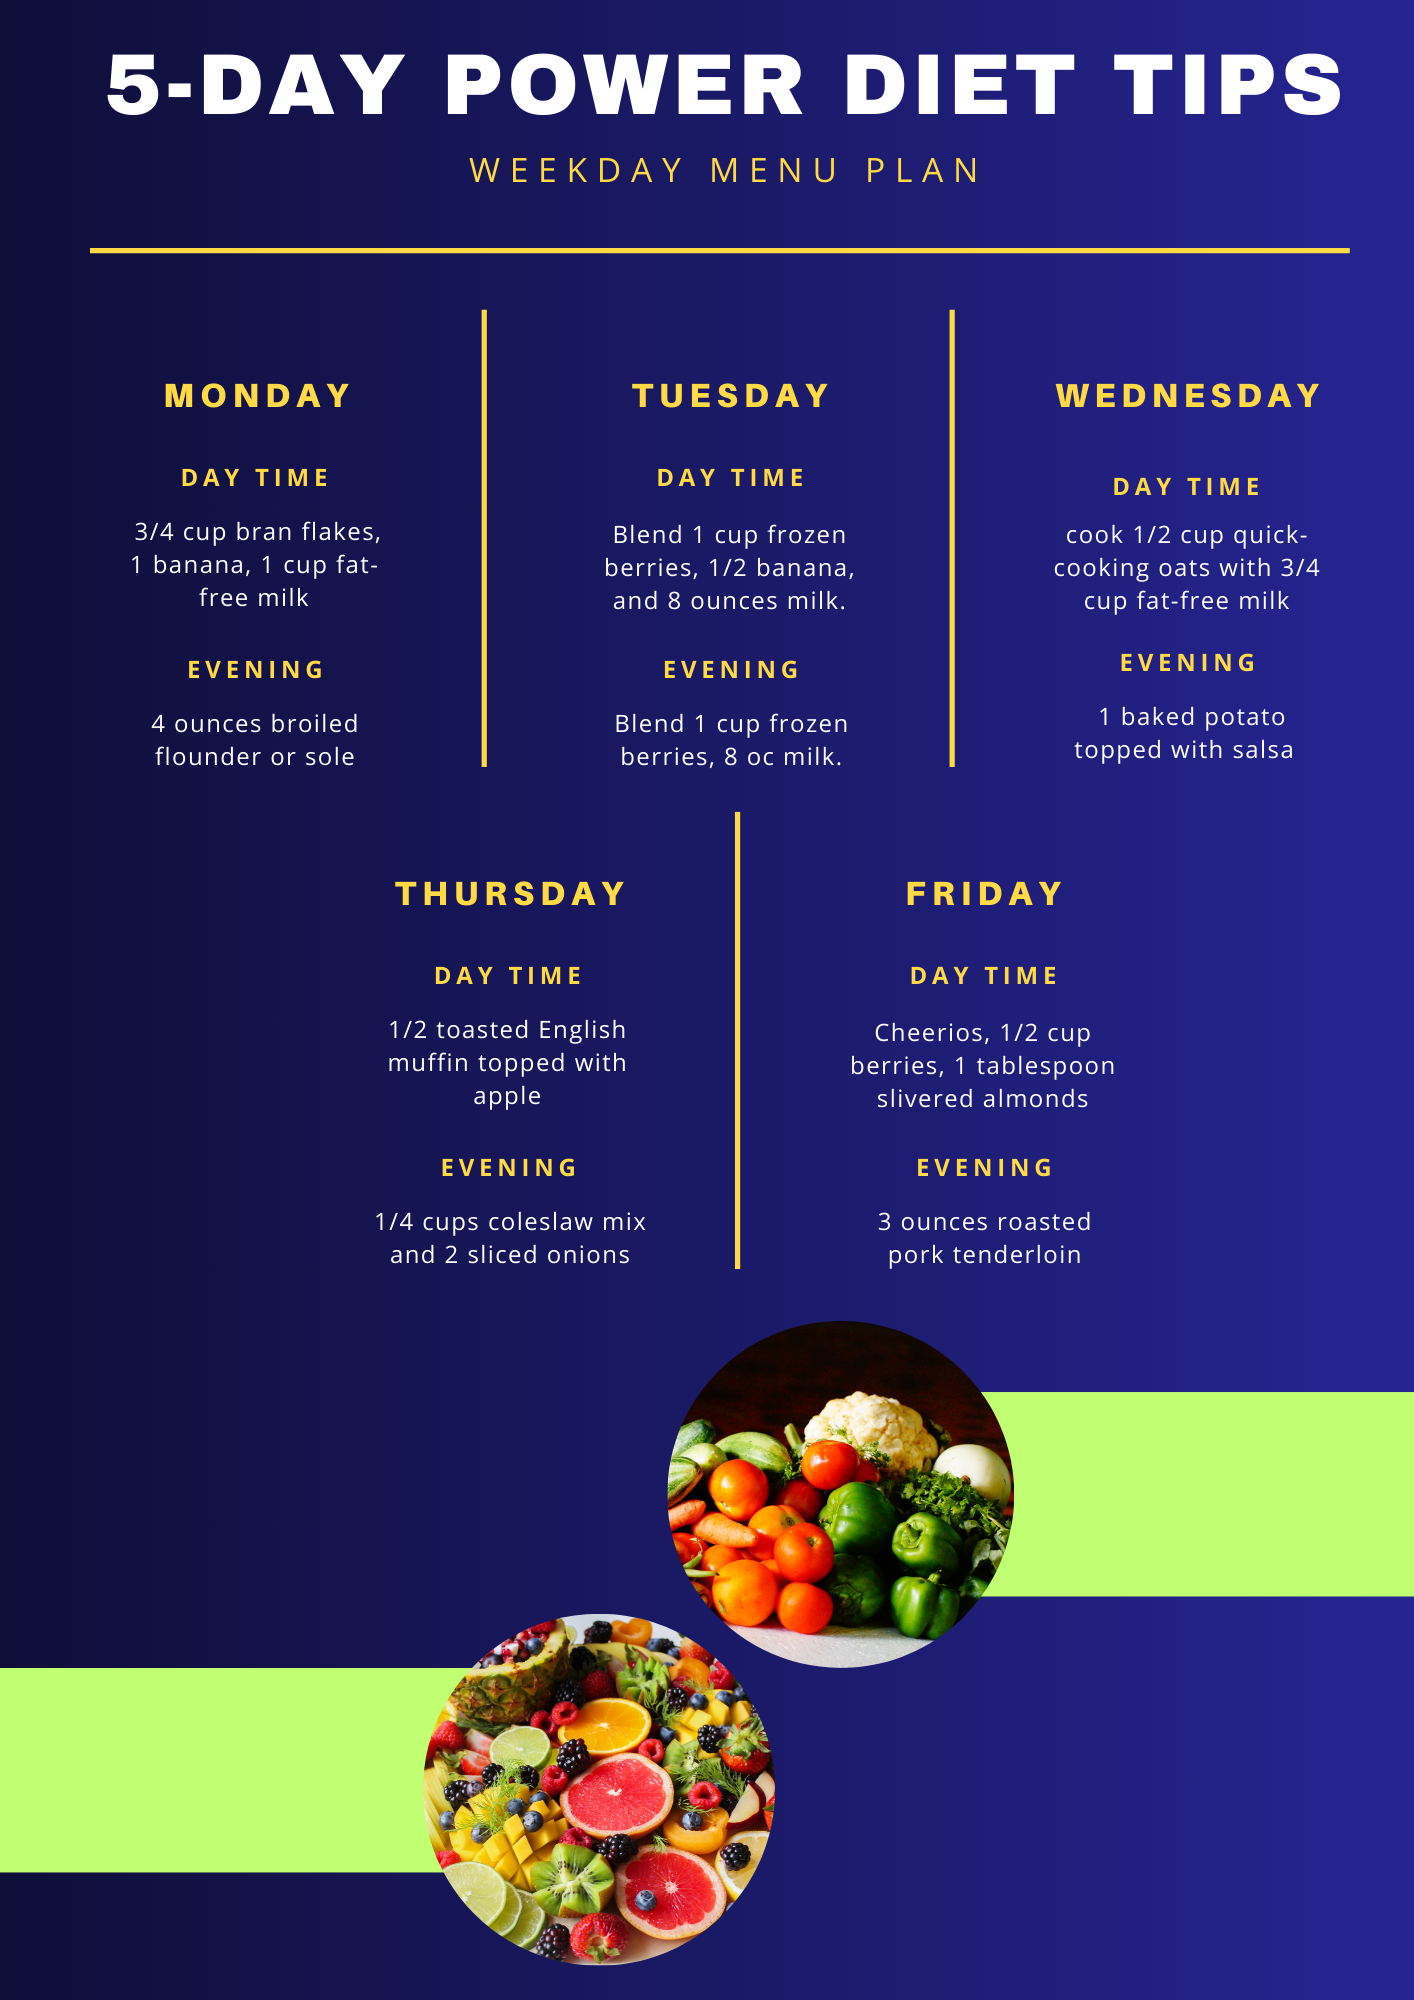 5-DAY POWER DIET TIPS
WEEKDAY MENU PLAN
MONDAY
DAY TIME
3/4 cup bran flakes,
1 banana, 1 cup fat-
free milk
EVENING
4 ounces broiled
flounder or sole
TUESDAY
DAY TIME
Blend 1 cup frozen
berries, 1/2 banana,
and 8 ounces milk.
EVENING
Blend 1 cup frozen
berries, 8 oc milk.
WEDNESDAY
DAY TIME
cook 1/2 cup quick-
cooking oats with 3/4
cup fat-free milk
EVENING
1 baked potato
topped with salsa
THURSDAY
DAY TIME
1/2 toasted English
muffin topped with
apple
EVENING
1/4 cups coleslaw mix
and 2 sliced onions
FRIDAY
DAY TIME
Cheerios, 1/2 cup
berries, 1 tablespoon
slivered almonds
EVENING
3 ounces roasted
pork tenderloin